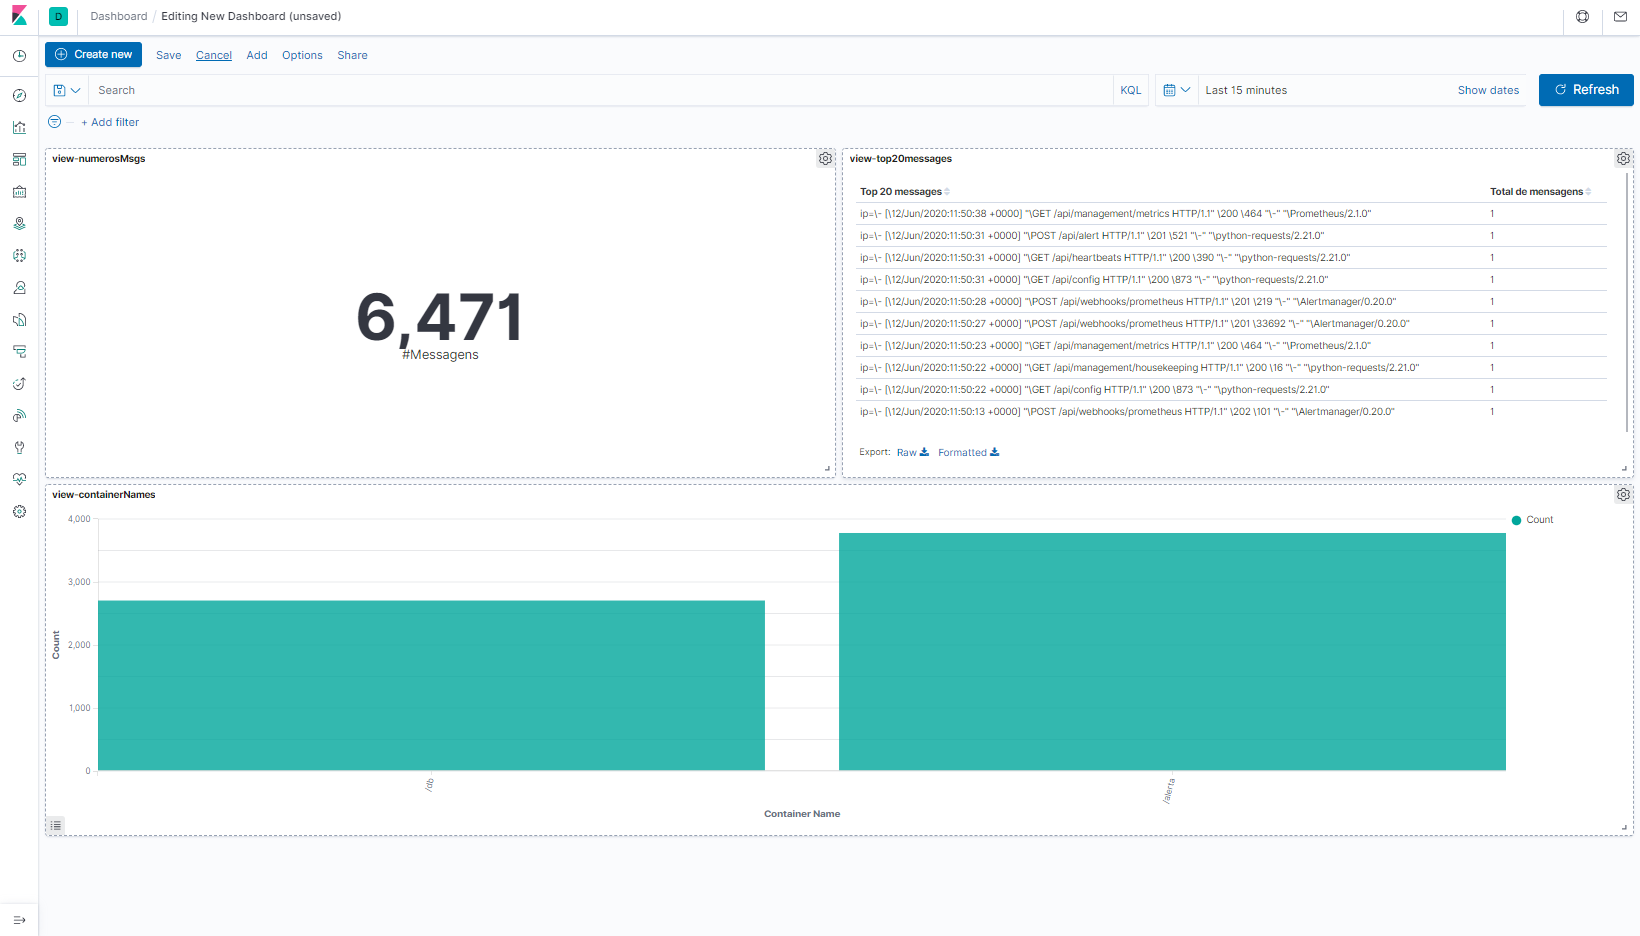 D Dashboard / Editing New Dashboard (unsaved)
Create new Save Cancel Add Options Share
Search KQL Last 15 minutes Show dates Refresh
+ Add filter
view-numerosMsgs
6,471
#Messagens
view-top20messages
Top 20 messages Total de mensagens
ip=\- [\12/Jun/2020:11:50:38 +0000] "\GET /api/management/metrics HTTP/1.1" \200 \464 "\-" "\Prometheus/2.1.0" 1
ip=\- [\12/Jun/2020:11:50:31 +0000] "\POST /api/alert HTTP/1.1" \201 \521 "\-" "\python-requests/2.21.0" 1
ip=\- [\12/Jun/2020:11:50:31 +0000] "\GET /api/heartbeats HTTP/1.1" \200 \390 "\-" "\python-requests/2.21.0" 1
ip=\- [\12/Jun/2020:11:50:31 +0000] "\GET /api/config HTTP/1.1" \200 \873 "\-" "\python-requests/2.21.0" 1
ip=\- [\12/Jun/2020:11:50:28 +0000] "\POST /api/webhooks/prometheus HTTP/1.1" \201 \219 "\-" "\Alertmanager/0.20.0" 1
ip=\- [\12/Jun/2020:11:50:27 +0000] "\POST /api/webhooks/prometheus HTTP/1.1" \201 \33692 "\-" "\Alertmanager/0.20.0" 1
ip=\- [\12/Jun/2020:11:50:23 +0000] "\GET /api/management/metrics HTTP/1.1" \200 \464 "\-" "\Prometheus/2.1.0" 1
ip=\- [\12/Jun/2020:11:50:22 +0000] "\GET /api/management/housekeeping HTTP/1.1" \200 \16 "\-" "\python-requests/2.21.0" 1
ip=\- [\12/Jun/2020:11:50:22 +0000] "\GET /api/config HTTP/1.1" \200 \873 "\-" "\python-requests/2.21.0" 1
ip=\- [\12/Jun/2020:11:50:13 +0000] "\POST /api/webhooks/prometheus HTTP/1.1" \202 \101 "\-" "\Alertmanager/0.20.0" 1
Export: Raw Formatted
view-containerNames
4,000
3,000
2,000
1,000
0
Count
Count
/db
/alerta
Container Name